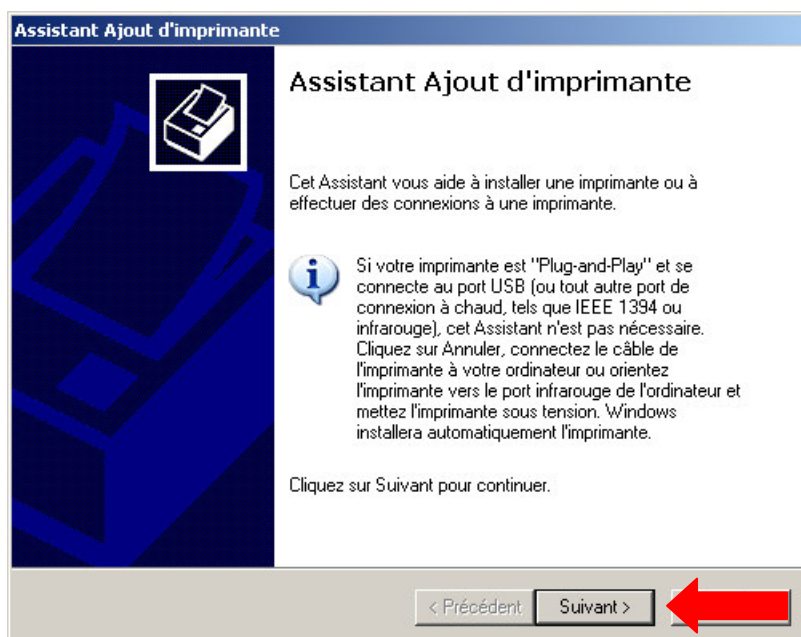 Assistant Ajout d'imprimante
Assistant Ajout d'imprimante
Cet Assistant vous aide à installer une imprimante ou à
effectuer des connexions à une imprimante.
Si votre imprimante est "Plug-and-Play" et se
connecte au port USB (ou tout autre port de
connexion à chaud, tels que IEEE 1394 ou
infrarouge), cet Assistant n'est pas nécessaire.
Cliquez sur Annuler, connectez le câble de
l'imprimante à votre ordinateur ou orientez
l'imprimante vers le port infrarouge de l'ordinateur et
mettez l'imprimante sous tension. Windows
installera automatiquement l'imprimante.
Cliquez sur Suivant pour continuer.
< Précédent Suivant >